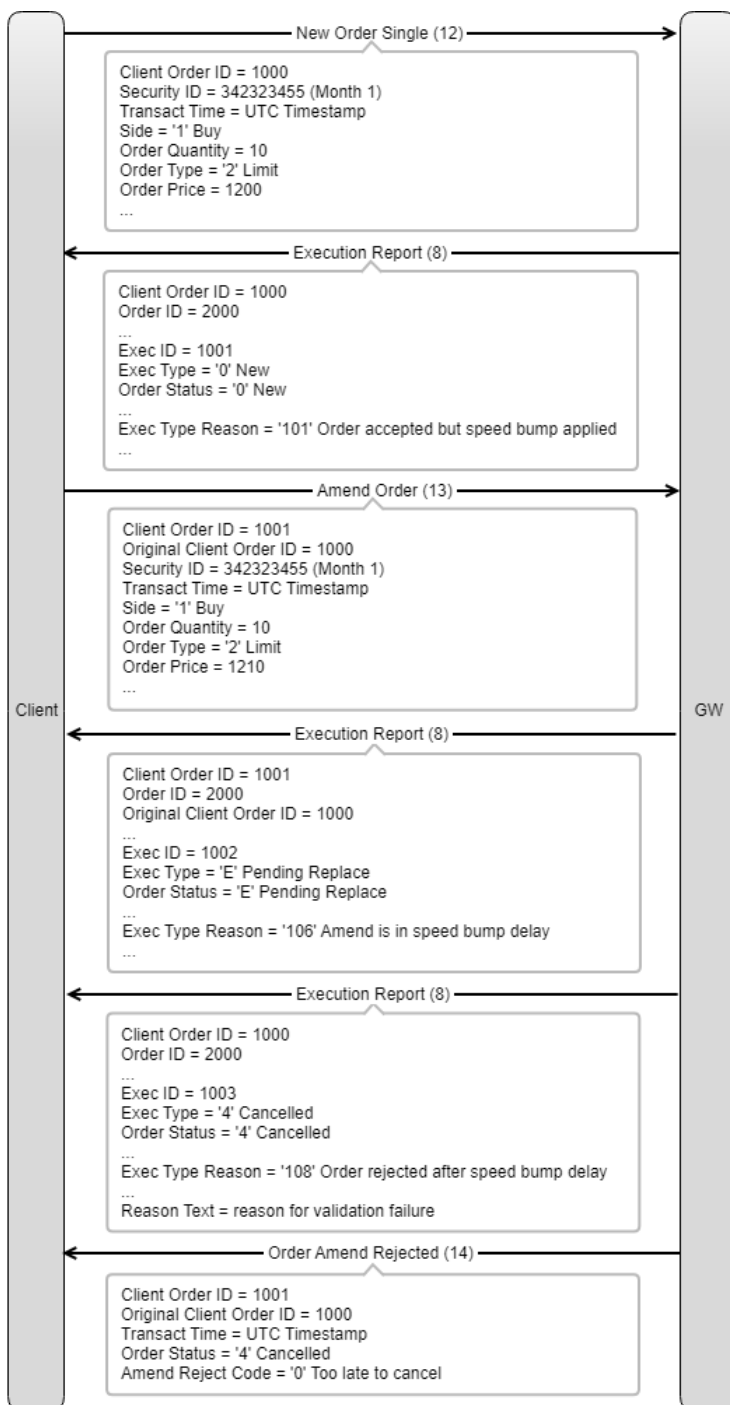 New Order Single (12)
Client Order ID = 1000
Security ID = 342323455 (Month 1)
Transact Time = UTC Timestamp
Side = '1' Buy
Order Quantity = 10
Order Type = '2' Limit
Order Price = 1200
...
Execution Report (8)
Client Order ID = 1000
Order ID = 2000
...
Exec ID = 1001
Exec Type = '0' New
Order Status = '0' New
...
Exec Type Reason = '101' Order accepted but speed bump applied
...
Amend Order (13)
Client Order ID = 1001
Original Client Order ID = 1000
Security ID = 342323455 (Month 1)
Transact Time = UTC Timestamp
Side = '1' Buy
Order Quantity = 10
Order Type = '2' Limit
Order Price = 1210
...
Client
GW
Execution Report (8)
Client Order ID = 1001
Order ID = 2000
Original Client Order ID = 1000
...
Exec ID = 1002
Exec Type = 'E' Pending Replace
Order Status = 'E' Pending Replace
...
Exec Type Reason = '106' Amend is in speed bump delay
...
Execution Report (8)
Client Order ID = 1000
Order ID = 2000
...
Exec ID = 1003
Exec Type = '4' Cancelled
Order Status = '4' Cancelled
...
Exec Type Reason = '108' Order rejected after speed bump delay
...
Reason Text = reason for validation failure
Order Amend Rejected (14)
Client Order ID = 1001
Original Client Order ID = 1000
Transact Time = UTC Timestamp
Order Status = '4' Cancelled
Amend Reject Code = '0' Too late to cancel